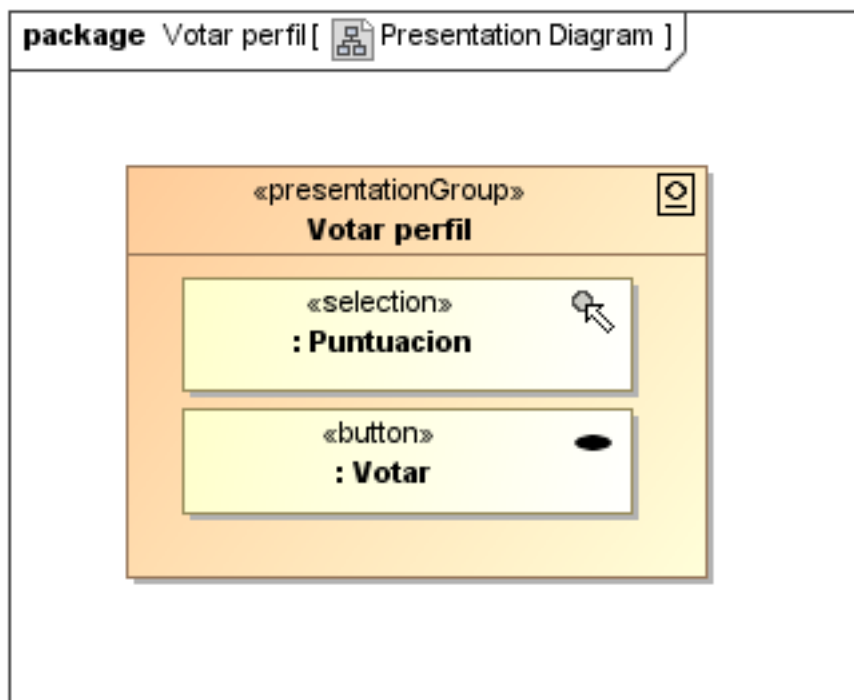 package Votar perfil[ Presentation Diagram ]
«presentationGroup»
Votar perfil
«selection»
: Puntuacion
«button»
: Votar